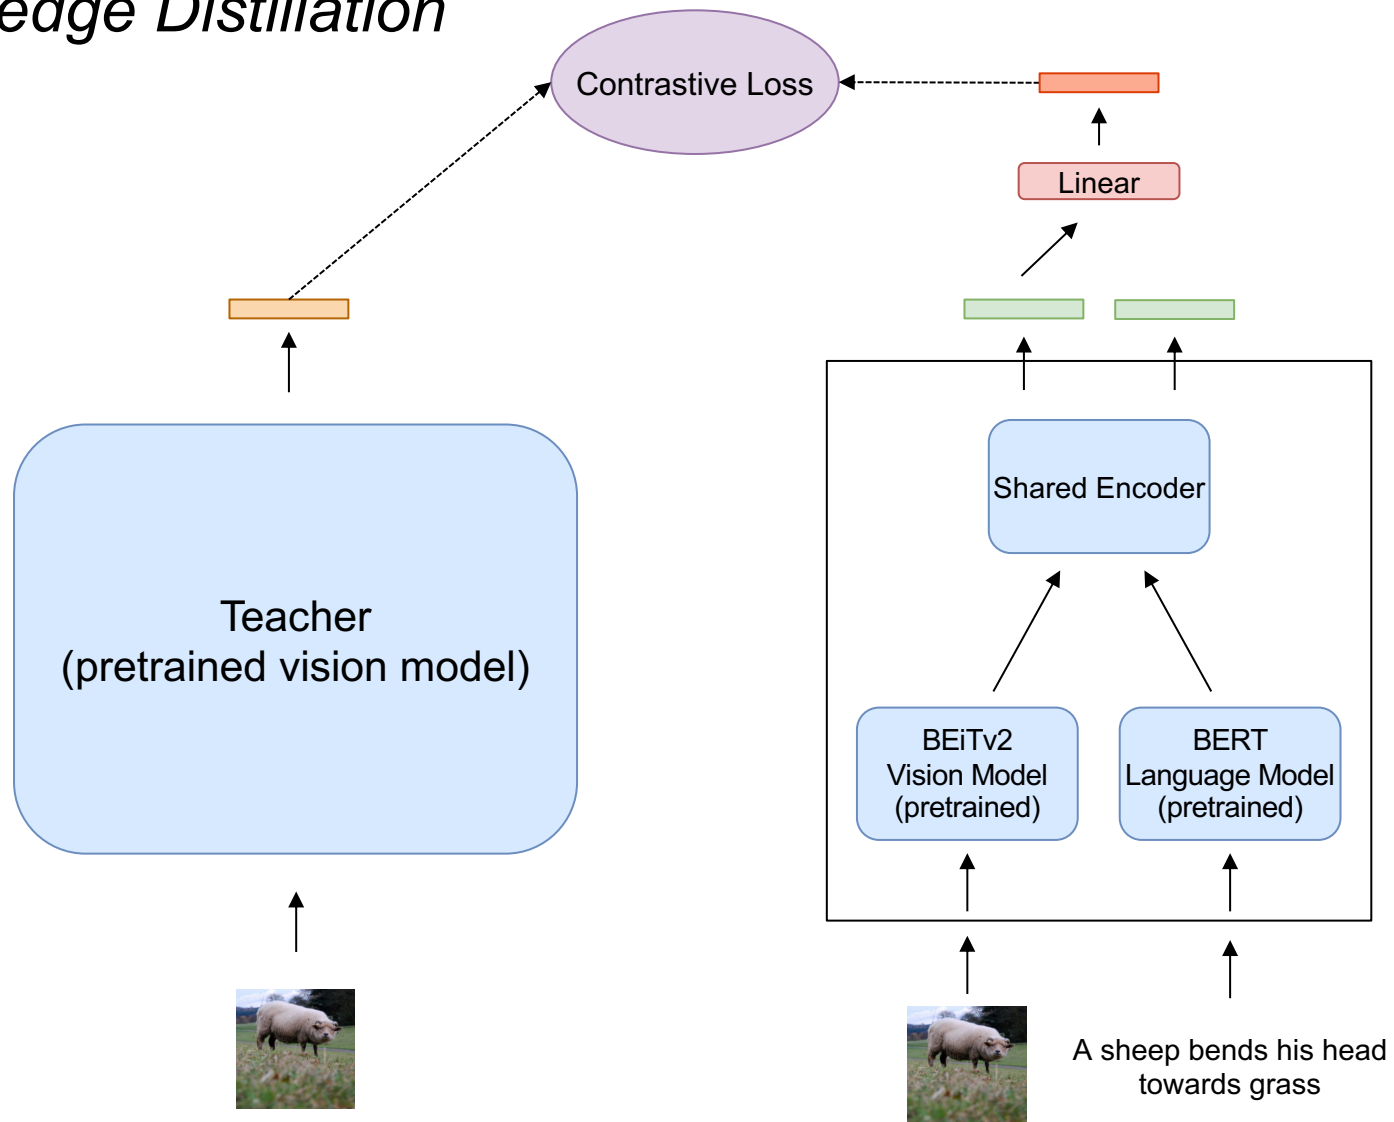 edge Distillation
Contrastive Loss
Linear
Shared Encoder
Teacher
(pretrained vision model)
BEiTv2
Vision Model
(pretrained)
BERT
Language Model
(pretrained)
A sheep bends his head
towards grass